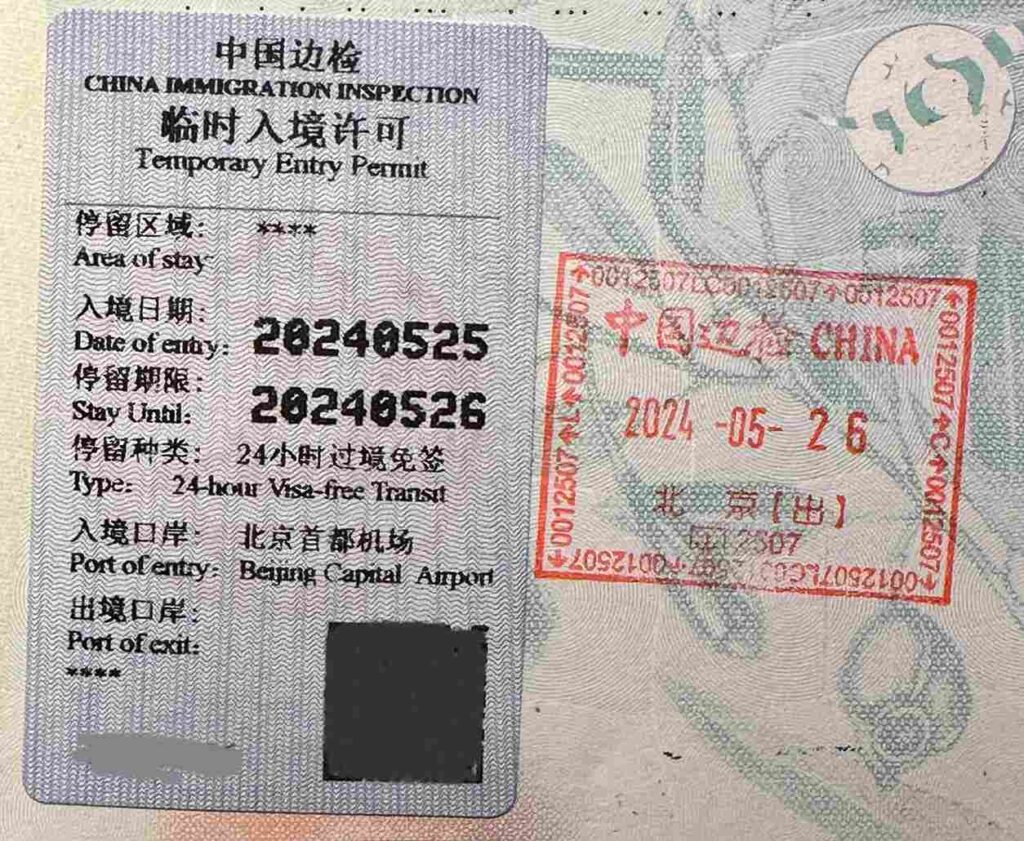 中国边检
CHINA IMMIGRATION INSPECTION
临时入境许可
Temporary Entry Permit
停留区域: ****
Area of stay
入境日期:
Date of entry: 20240525
停留期限:
Stay Until: 20240526
停留种类: 24小时过境免签
Type: 24-hour Visa-free Transit
入境口岸: 北京首都机场
Port of entry: Beijing Capital Airport
出境口岸:
Port of exit:
****
中国边检 CHINA
2024 -05- 26
北 京【出】
2507